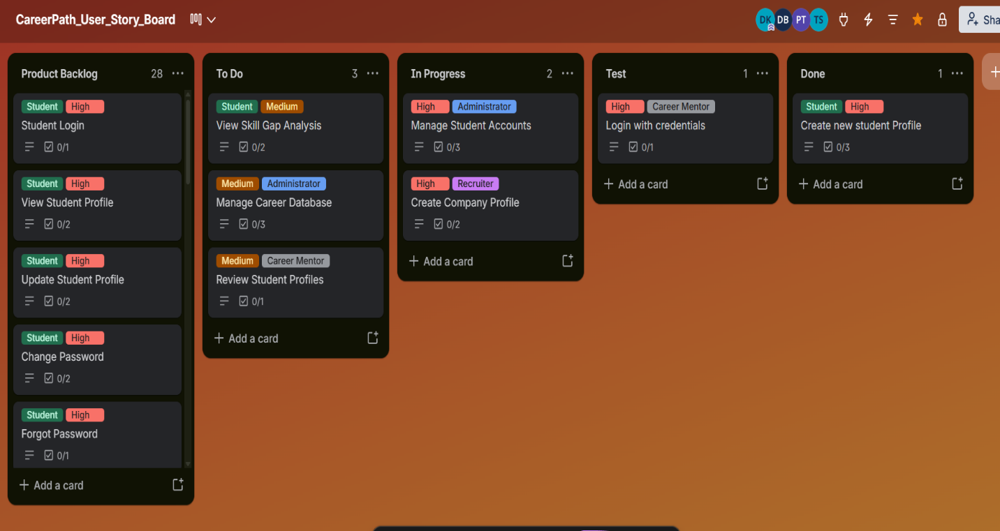 CareerPath_User_Story_Board
DK DB PT TS
Sha
Product Backlog 28
Student High
Student Login
0/1
Student High
View Student Profile
0/2
Student High
Update Student Profile
0/2
Student High
Change Password
0/2
Student High
Forgot Password
0/1
+ Add a card
To Do 3
Student Medium
View Skill Gap Analysis
0/2
Medium Administrator
Manage Career Database
0/3
Medium Career Mentor
Review Student Profiles
0/1
+ Add a card
In Progress 2
High Administrator
Manage Student Accounts
0/3
High Recruiter
Create Company Profile
0/2
+ Add a card
Test 1
High Career Mentor
Login with credentials
0/1
+ Add a card
Done 1
Student High
Create new student Profile
0/3
+ Add a card